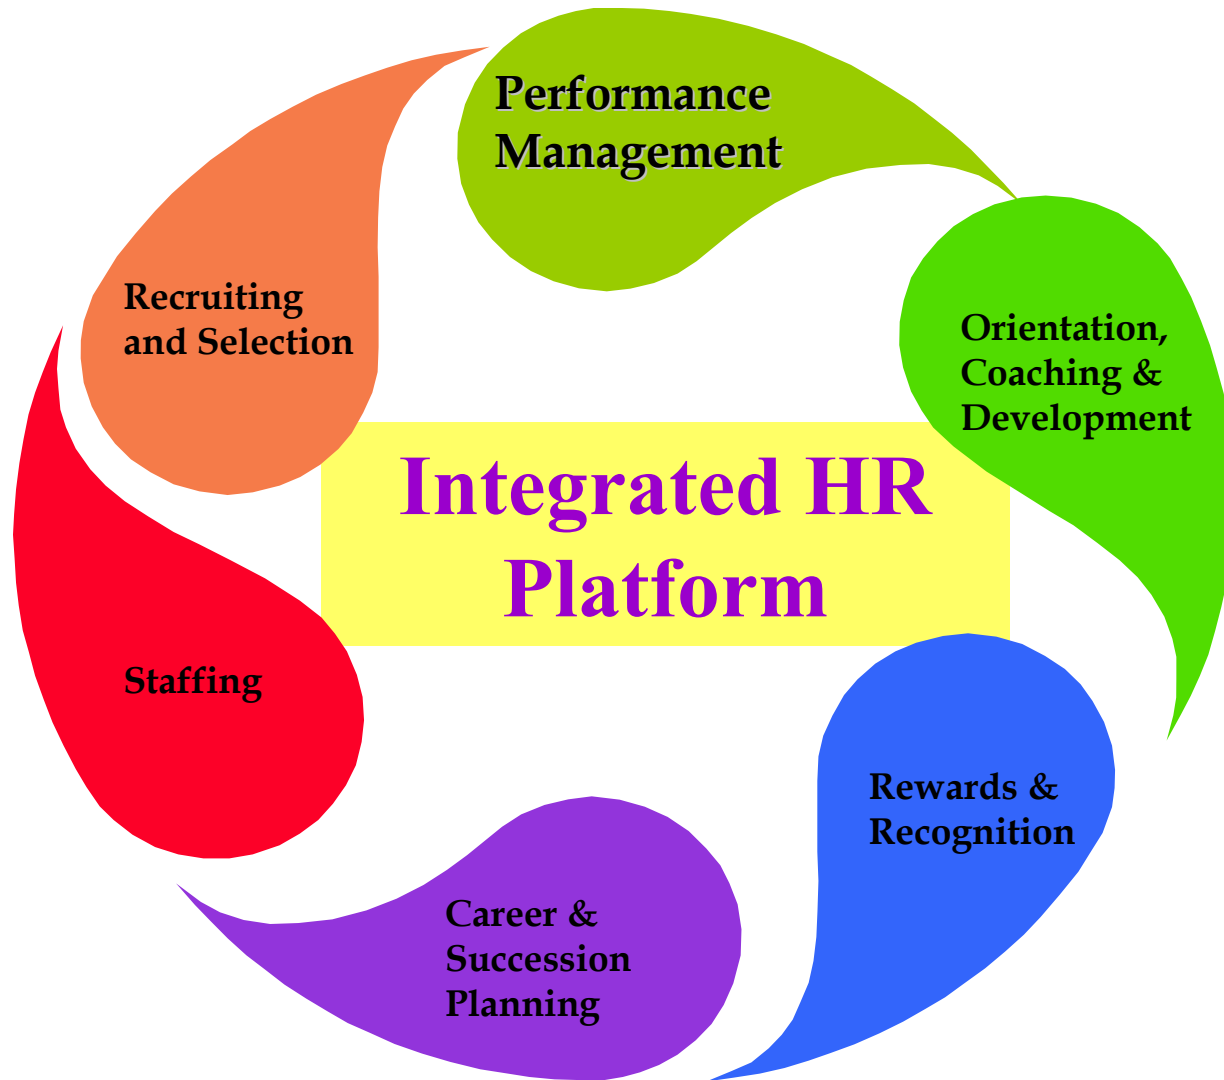 Performance
Management
Recruiting
and Selection
Orientation,
Coaching &
Development
Integrated HR
Platform
Staffing
Rewards &
Recognition
Career &
Succession
Planning